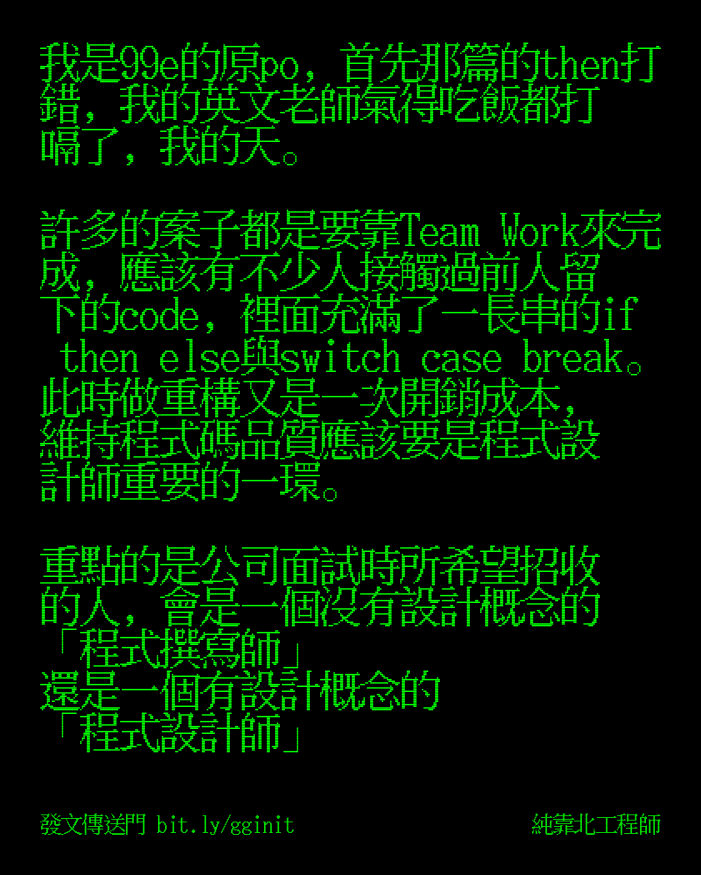 我是99e的原po, 首先那篇的then打
錯, 我的英文老師氣得吃飯都打
嗝了, 我的天。
許多的案子都是要靠Team Work來完
成, 應該有不少人接觸過前人留
下的code, 裡面充滿了一長串的if
then else與switch case break。
此時做重構又是一次開銷成本,
維持程式碼品質應該要是程式設
計師重要的一環。
重點的是公司面試時所希望招收
的人, 會是一個沒有設計概念的
「程式撰寫師」
還是一個有設計概念的
「程式設計師」
發文傳送門 bit.ly/gginit
純靠北工程師